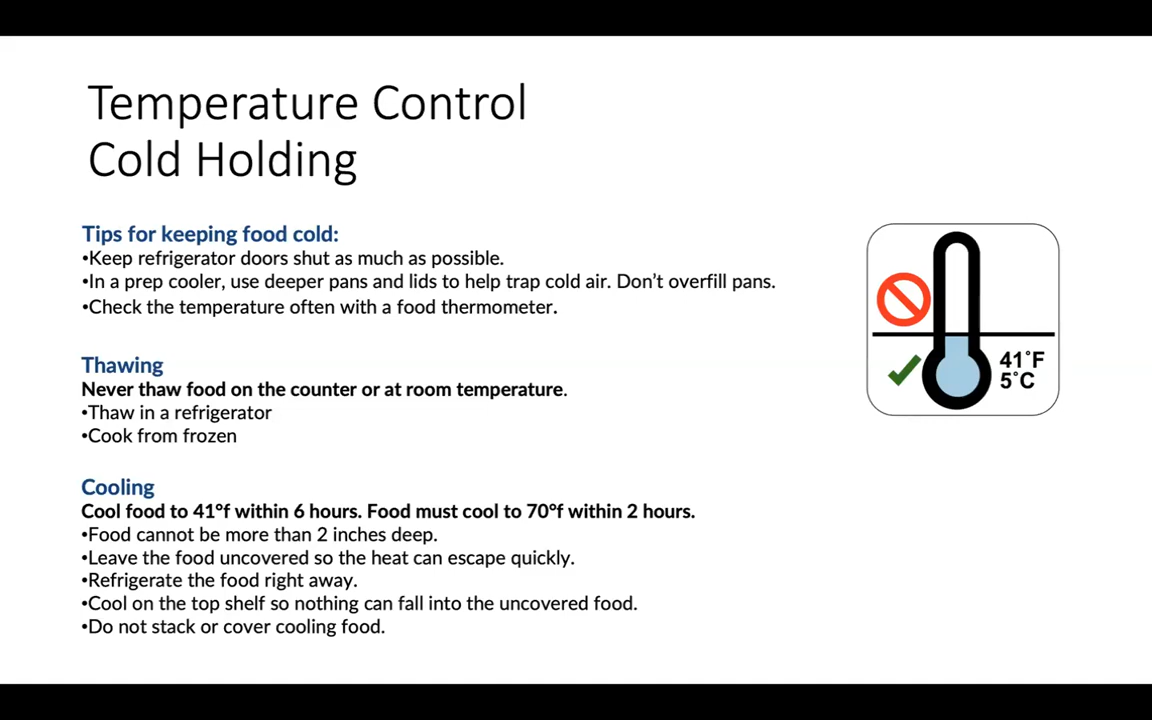 Temperature Control
Cold Holding
Tips for keeping food cold:
•Keep refrigerator doors shut as much as possible.
•In a prep cooler, use deeper pans and lids to help trap cold air. Don’t overfill pans.
•Check the temperature often with a food thermometer.
41°F
5°C
Thawing
Never thaw food on the counter or at room temperature.
•Thaw in a refrigerator
•Cook from frozen
Cooling
Cool food to 41°f within 6 hours. Food must cool to 70°f within 2 hours.
•Food cannot be more than 2 inches deep.
•Leave the food uncovered so the heat can escape quickly.
•Refrigerate the food right away.
•Cool on the top shelf so nothing can fall into the uncovered food.
•Do not stack or cover cooling food.